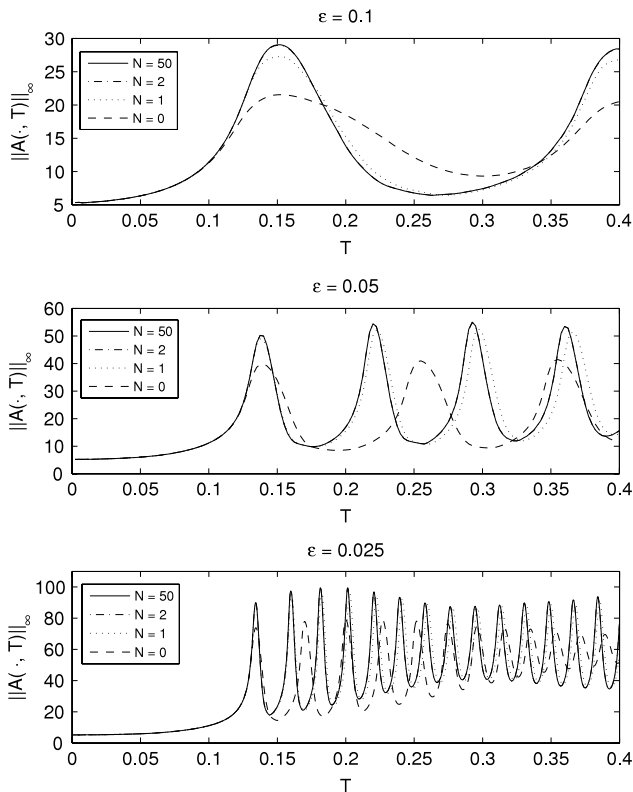 ε = 0.1
30
25
20
15
10
5
||A(·, T)||∞
N = 50
N = 2
N = 1
N = 0
0 0.05 0.1 0.15 0.2 0.25 0.3 0.35 0.4
T
ε = 0.05
60
50
40
30
20
10
0
||A(·, T)||∞
N = 50
N = 2
N = 1
N = 0
0 0.05 0.1 0.15 0.2 0.25 0.3 0.35 0.4
T
ε = 0.025
100
80
60
40
20
0
||A(·, T)||∞
N = 50
N = 2
N = 1
N = 0
0 0.05 0.1 0.15 0.2 0.25 0.3 0.35 0.4
T